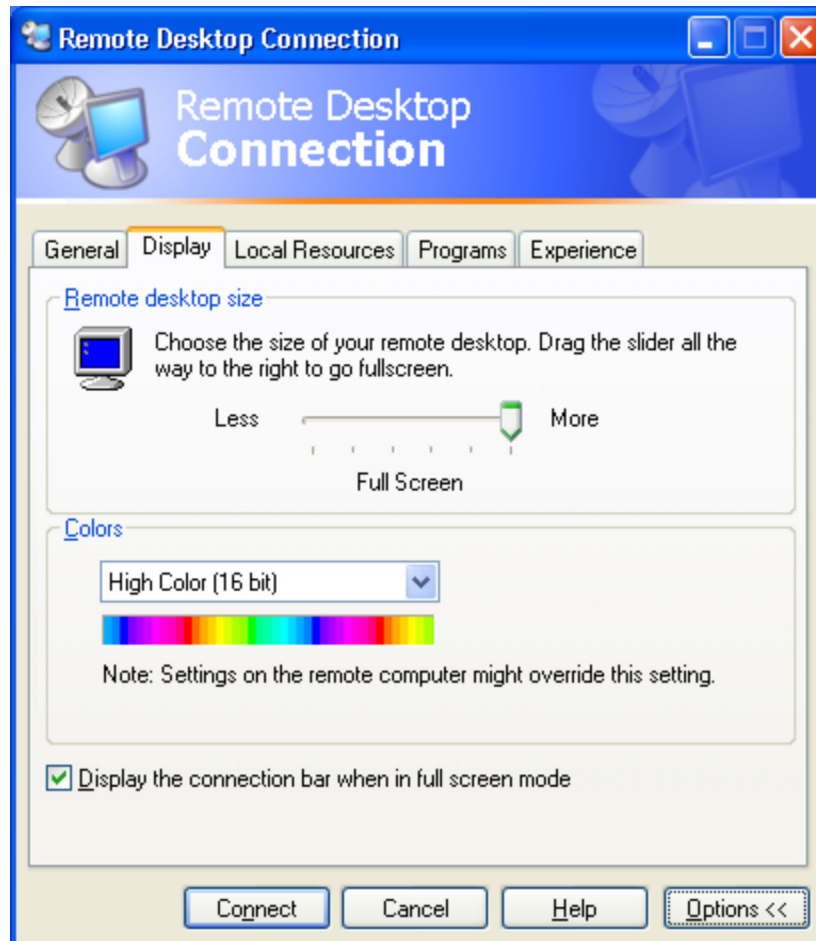 Remote Desktop Connection
Remote Desktop
Connection
General Display Local Resources Programs Experience
Remote desktop size
Choose the size of your remote desktop. Drag the slider all the
way to the right to go fullscreen.
Less More
Full Screen
Colors
High Color (16 bit)
Note: Settings on the remote computer might override this setting.
Display the connection bar when in full screen mode
Connect Cancel Help Options <<